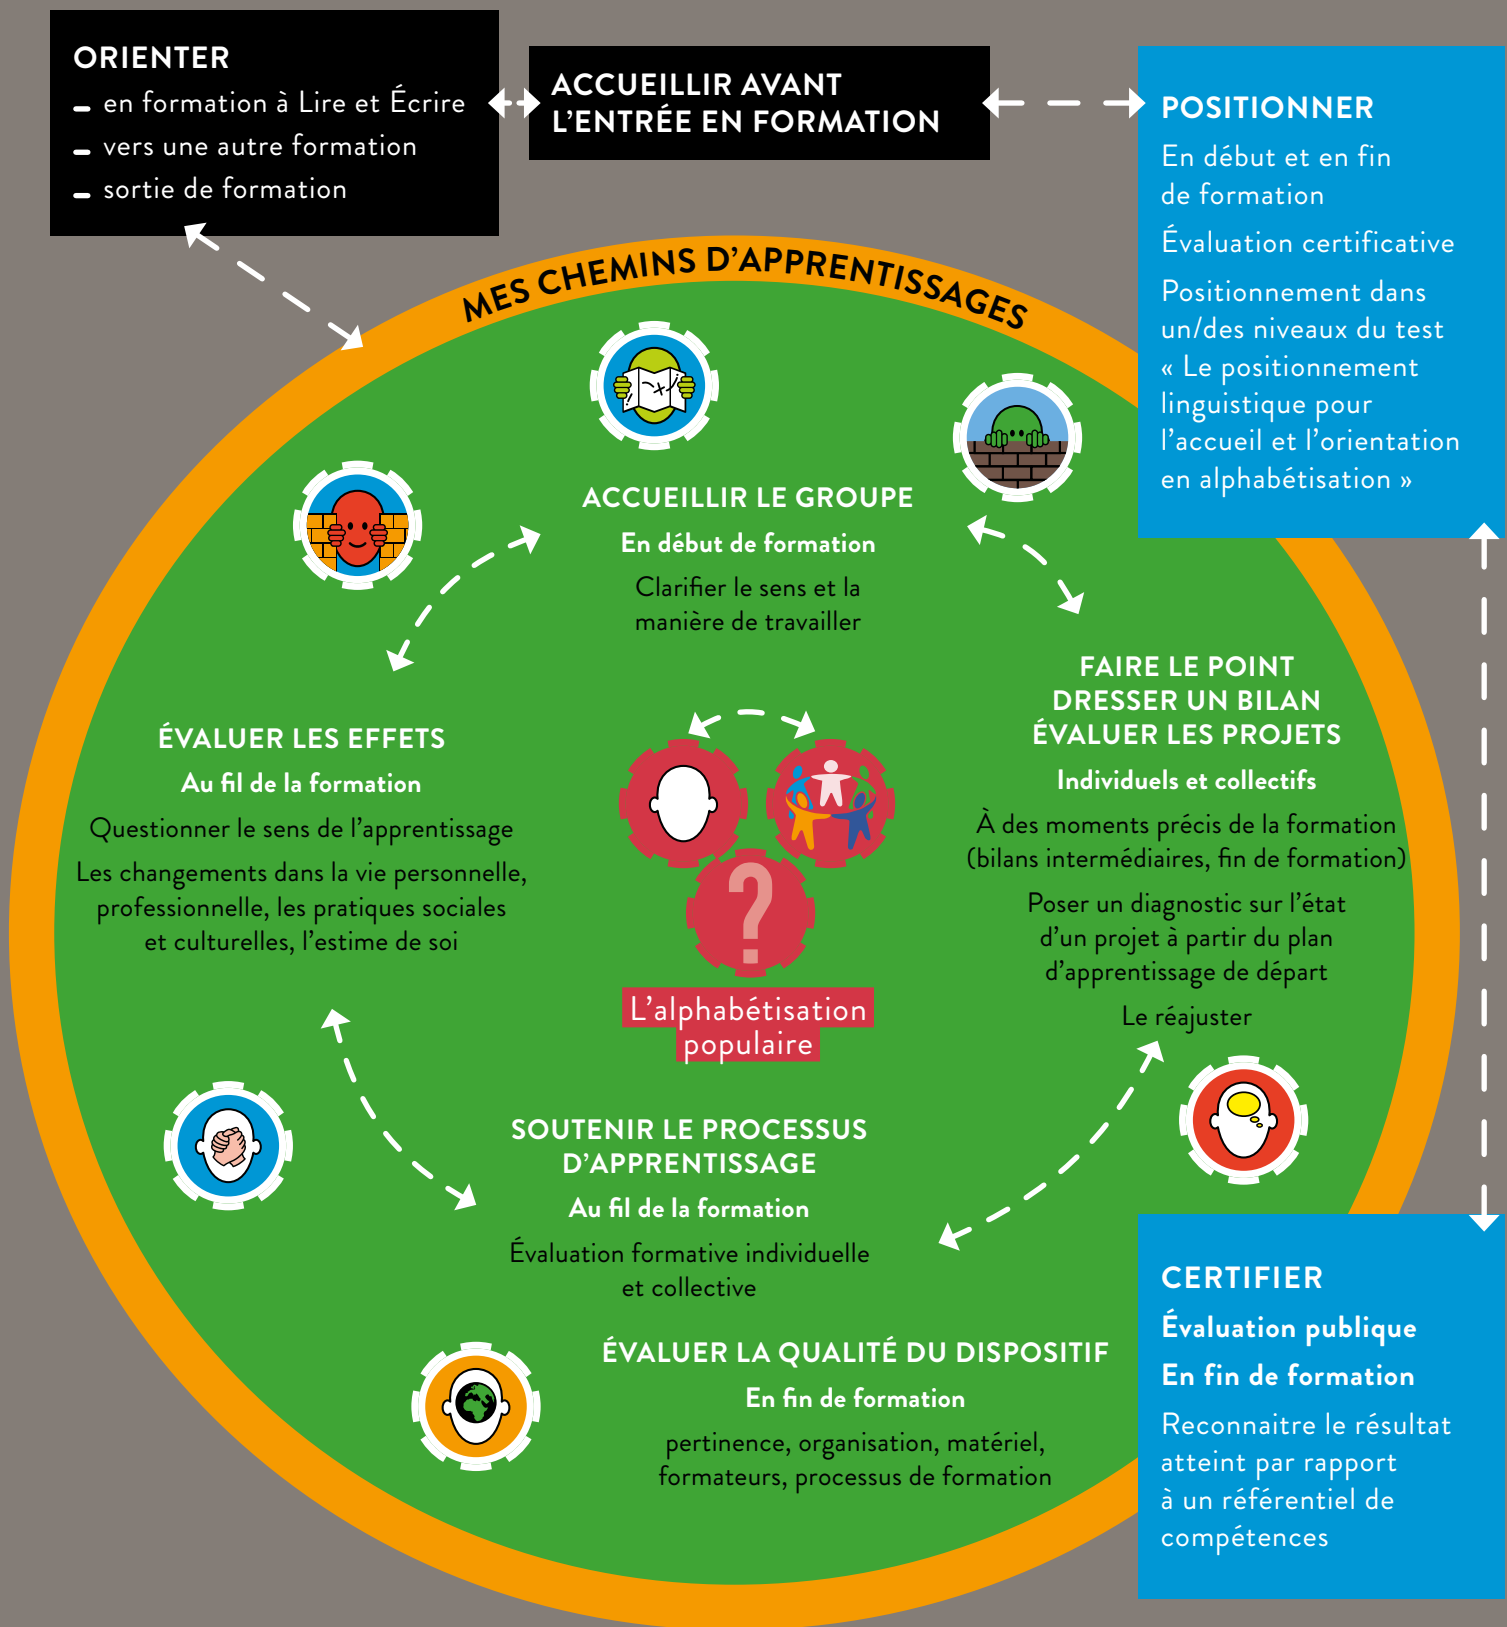 ORIENTER
– en formation à Lire et Écrire
– vers une autre formation
– sortie de formation
ACCUEILLIR AVANT
L’ENTRÉE EN FORMATION
POSITIONNER
En début et en fin
de formation
Évaluation certificative
Positionnement dans
un/des niveaux du test
« Le positionnement
linguistique pour
l’accueil et l’orientation
en alphabétisation »
MES CHEMINS D’APPRENTISSAGES
ACCUEILLIR LE GROUPE
En début de formation
Clarifier le sens et la
manière de travailler
FAIRE LE POINT
DRESSER UN BILAN
ÉVALUER LES PROJETS
Individuels et collectifs
À des moments précis de la formation
(bilans intermédiaires, fin de formation)
Poser un diagnostic sur l’état
d’un projet à partir du plan
d’apprentissage de départ
Le réajuster
ÉVALUER LES EFFETS
Au fil de la formation
Questionner le sens de l’apprentissage
Les changements dans la vie personnelle,
professionnelle, les pratiques sociales
et culturelles, l’estime de soi
?
L’alphabétisation
populaire
SOUTENIR LE PROCESSUS
D’APPRENTISSAGE
Au fil de la formation
Évaluation formative individuelle
et collective
ÉVALUER LA QUALITÉ DU DISPOSITIF
En fin de formation
pertinence, organisation, matériel,
formateurs, processus de formation
CERTIFIER
Évaluation publique
En fin de formation
Reconnaitre le résultat
atteint par rapport
à un référentiel de
compétences